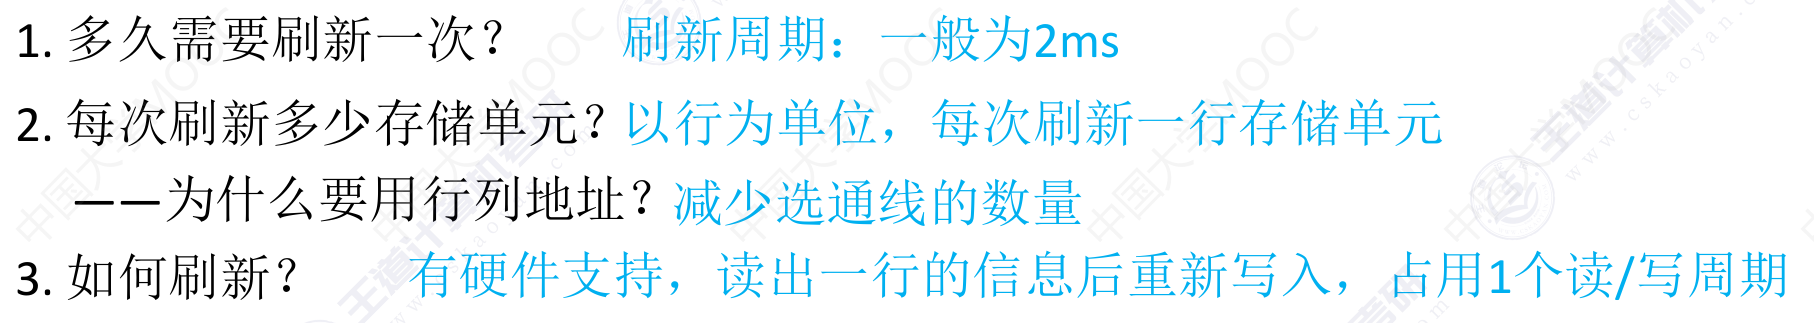 1. 多久需要刷新一次？ 刷新周期：一般为2ms
2. 每次刷新多少存储单元？以行为单位，每次刷新一行存储单元
——为什么要用行列地址？减少选通线的数量
3. 如何刷新？ 有硬件支持，读出一行的信息后重新写入，占用1个读/写周期